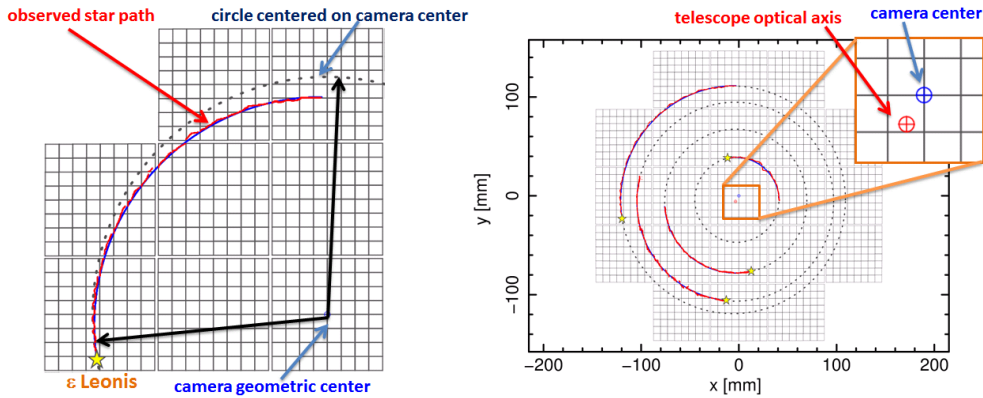 observed star path
circle centered on camera center
ε Leonis
camera geometric center
telescope optical axis
camera center
y [mm]
100
0
−100
−200
−100
0
100
200
x [mm]